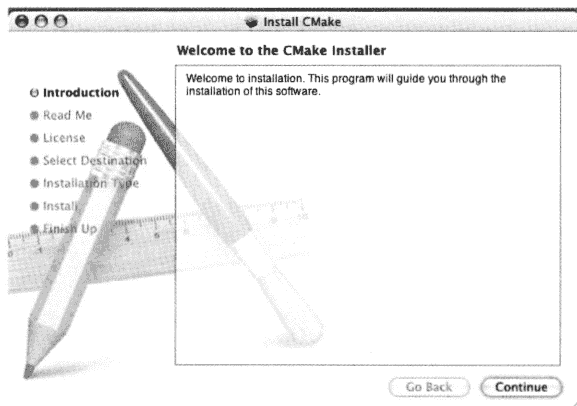 Install CMake
Welcome to the CMake Installer
Introduction
Read Me
License
Select Destination
Installation Type
Install
Finish Up
Welcome to installation. This program will guide you through the
installation of this software.
Go Back
Continue